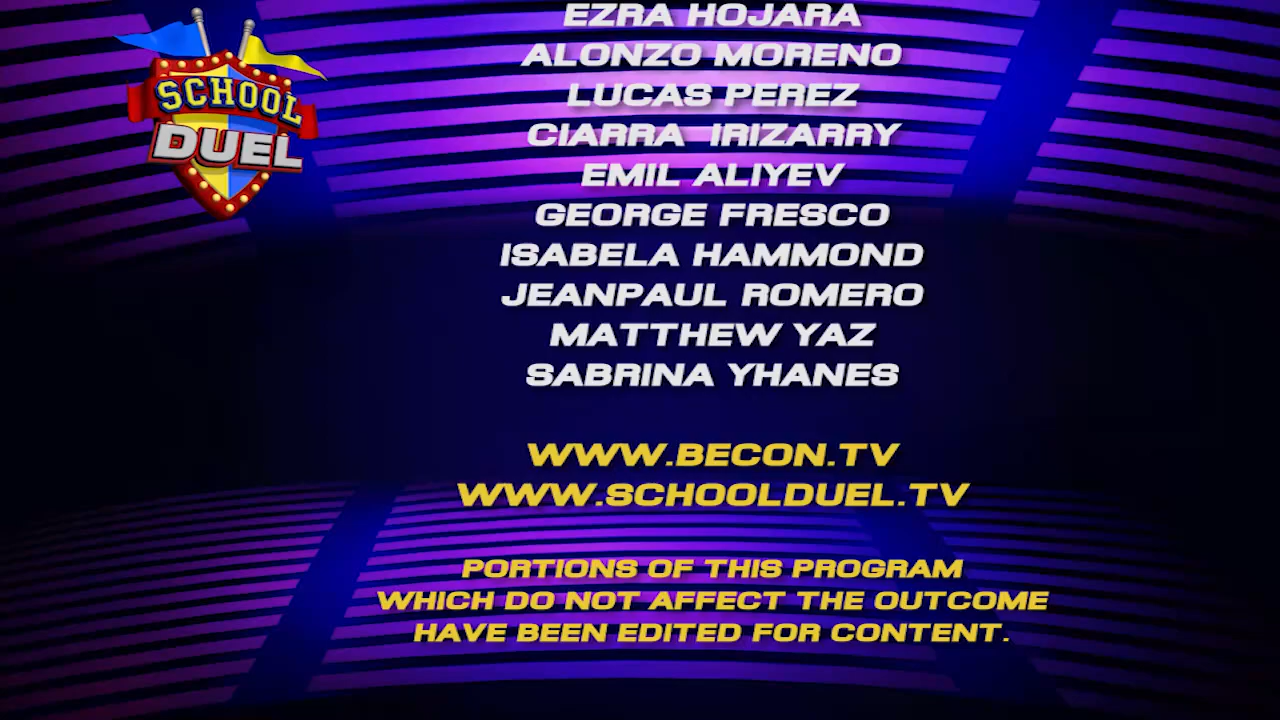 SCHOOL
DUEL
EZRA HOJARA
ALONZO MORENO
LUCAS PEREZ
CIARRA IRIZARRY
EMIL ALIYEV
GEORGE FRESCO
ISABELA HAMMOND
JEANPAUL ROMERO
MATTHEW YAZ
SABRINA YHANES
WWW.BECON.TV
WWW.SCHOOLDUEL.TV
PORTIONS OF THIS PROGRAM
WHICH DO NOT AFFECT THE OUTCOME
HAVE BEEN EDITED FOR CONTENT.